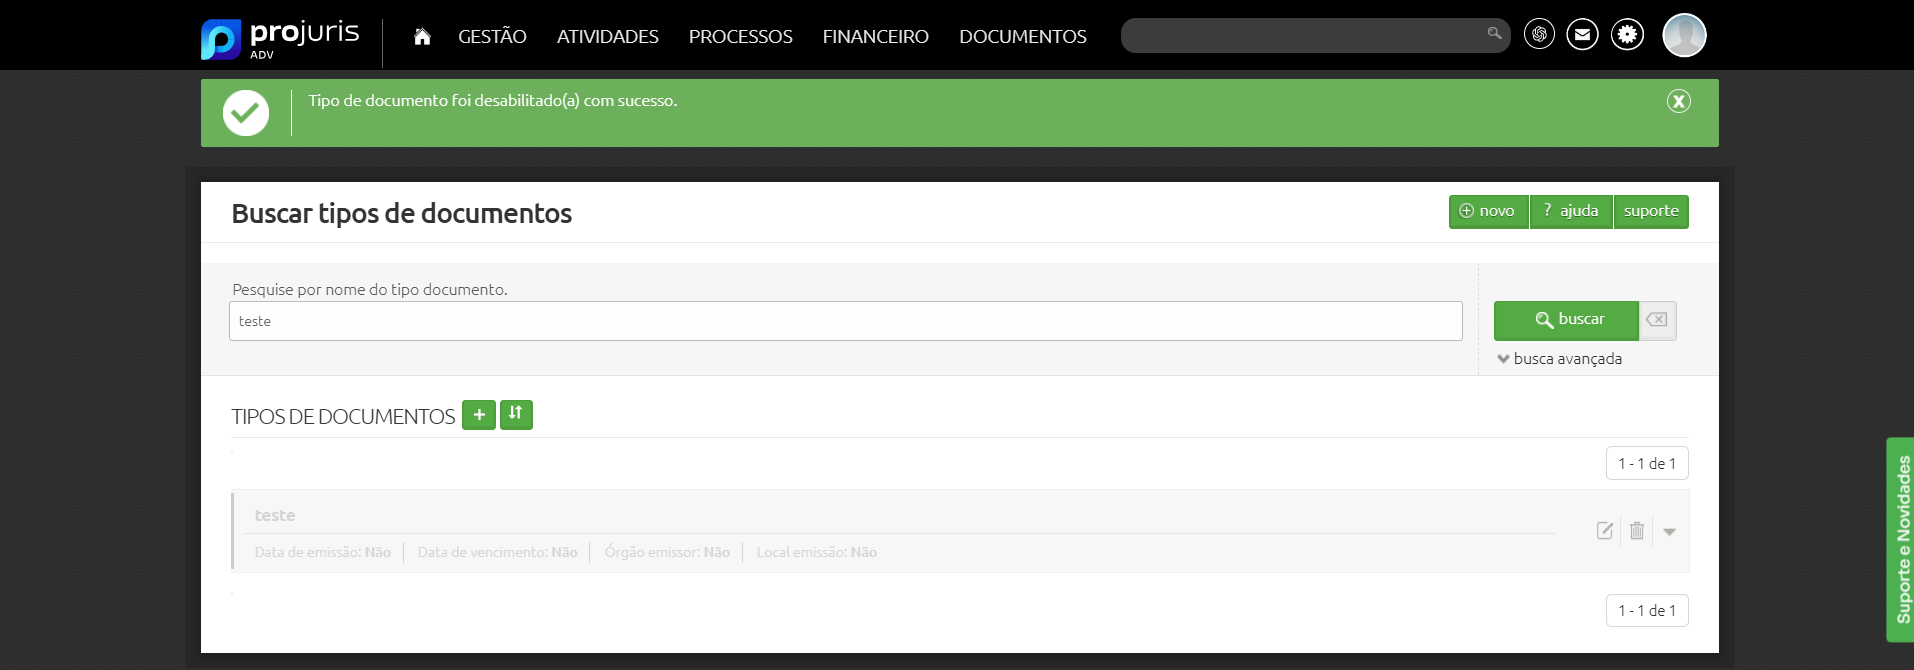 projuris
ADV
GESTÃO ATIVIDADES PROCESSOS FINANCEIRO DOCUMENTOS
Tipo de documento foi desabilitado(a) com sucesso.
Buscar tipos de documentos
novo ? ajuda suporte
Pesquise por nome do tipo documento.
teste
buscar
busca avançada
TIPOS DE DOCUMENTOS
1 - 1 de 1
teste
Data de emissão: Não Data de vencimento: Não Órgão emissor: Não Local emissão: Não
1 - 1 de 1
Suporte e Novidades